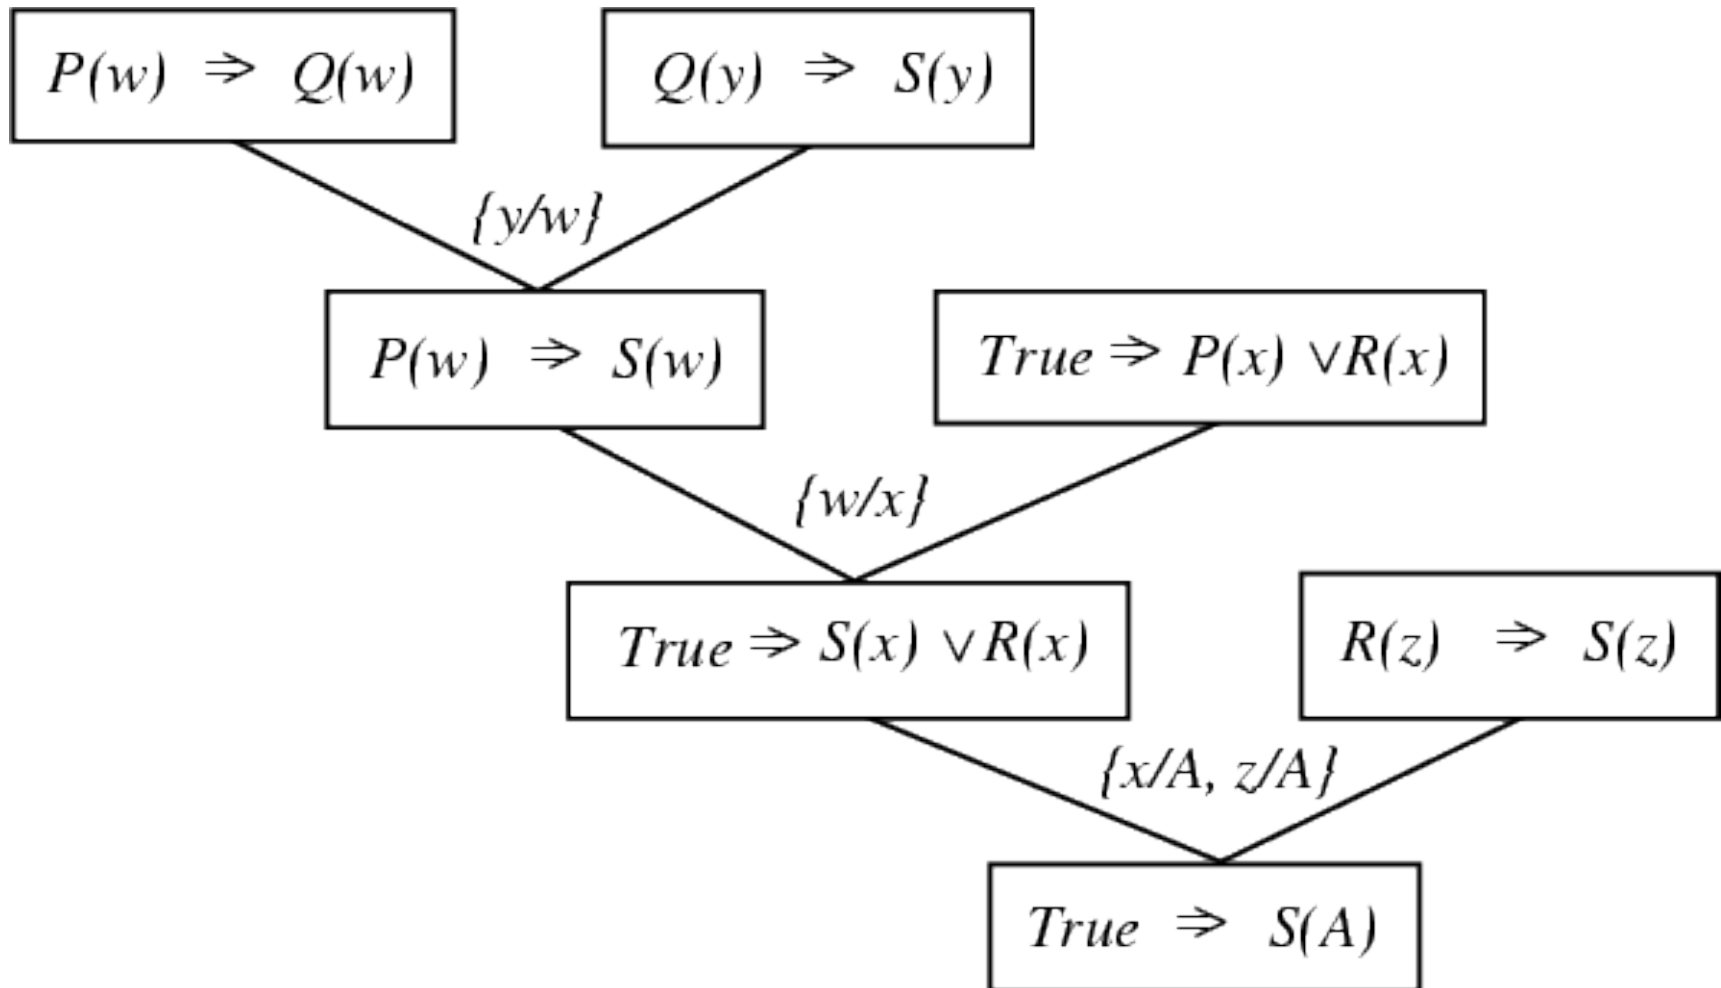 P(w) ⇒ Q(w)
Q(y) ⇒ S(y)
{y/w}
P(w) ⇒ S(w)
True ⇒ P(x) ∨R(x)
{w/x}
True ⇒ S(x) ∨R(x)
R(z) ⇒ S(z)
{x/A, z/A}
True ⇒ S(A)